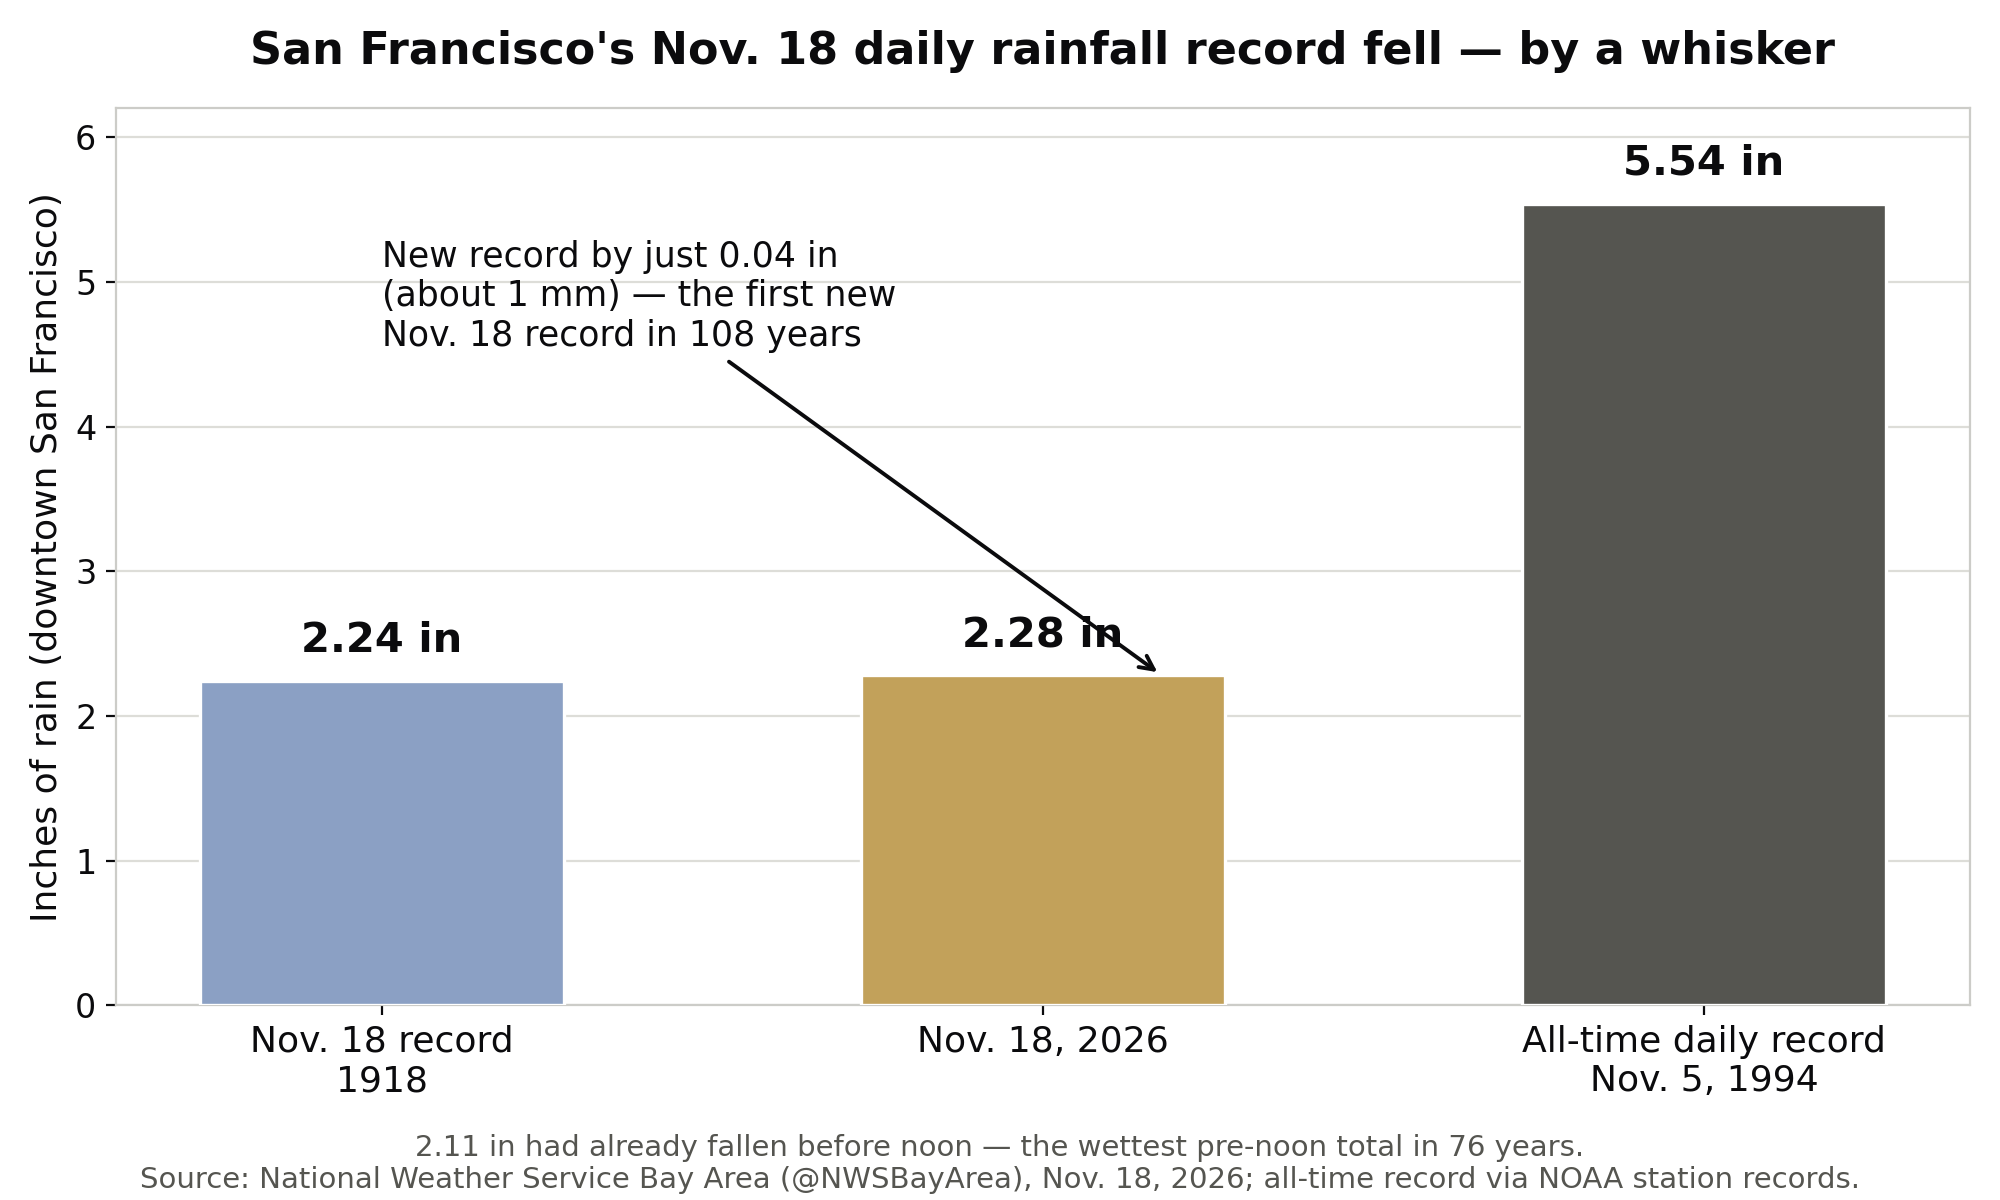 San Francisco's Nov. 18 daily rainfall record fell — by a whisker
Inches of rain (downtown San Francisco)
6
5
4
3
2
1
0
New record by just 0.04 in
(about 1 mm) — the first new
Nov. 18 record in 108 years
2.24 in
2.28 in
5.54 in
Nov. 18 record
1918
Nov. 18, 2026
All-time daily record
Nov. 5, 1994
2.11 in had already fallen before noon — the wettest pre-noon total in 76 years.
Source: National Weather Service Bay Area (@NWSBayArea), Nov. 18, 2026; all-time record via NOAA station records.